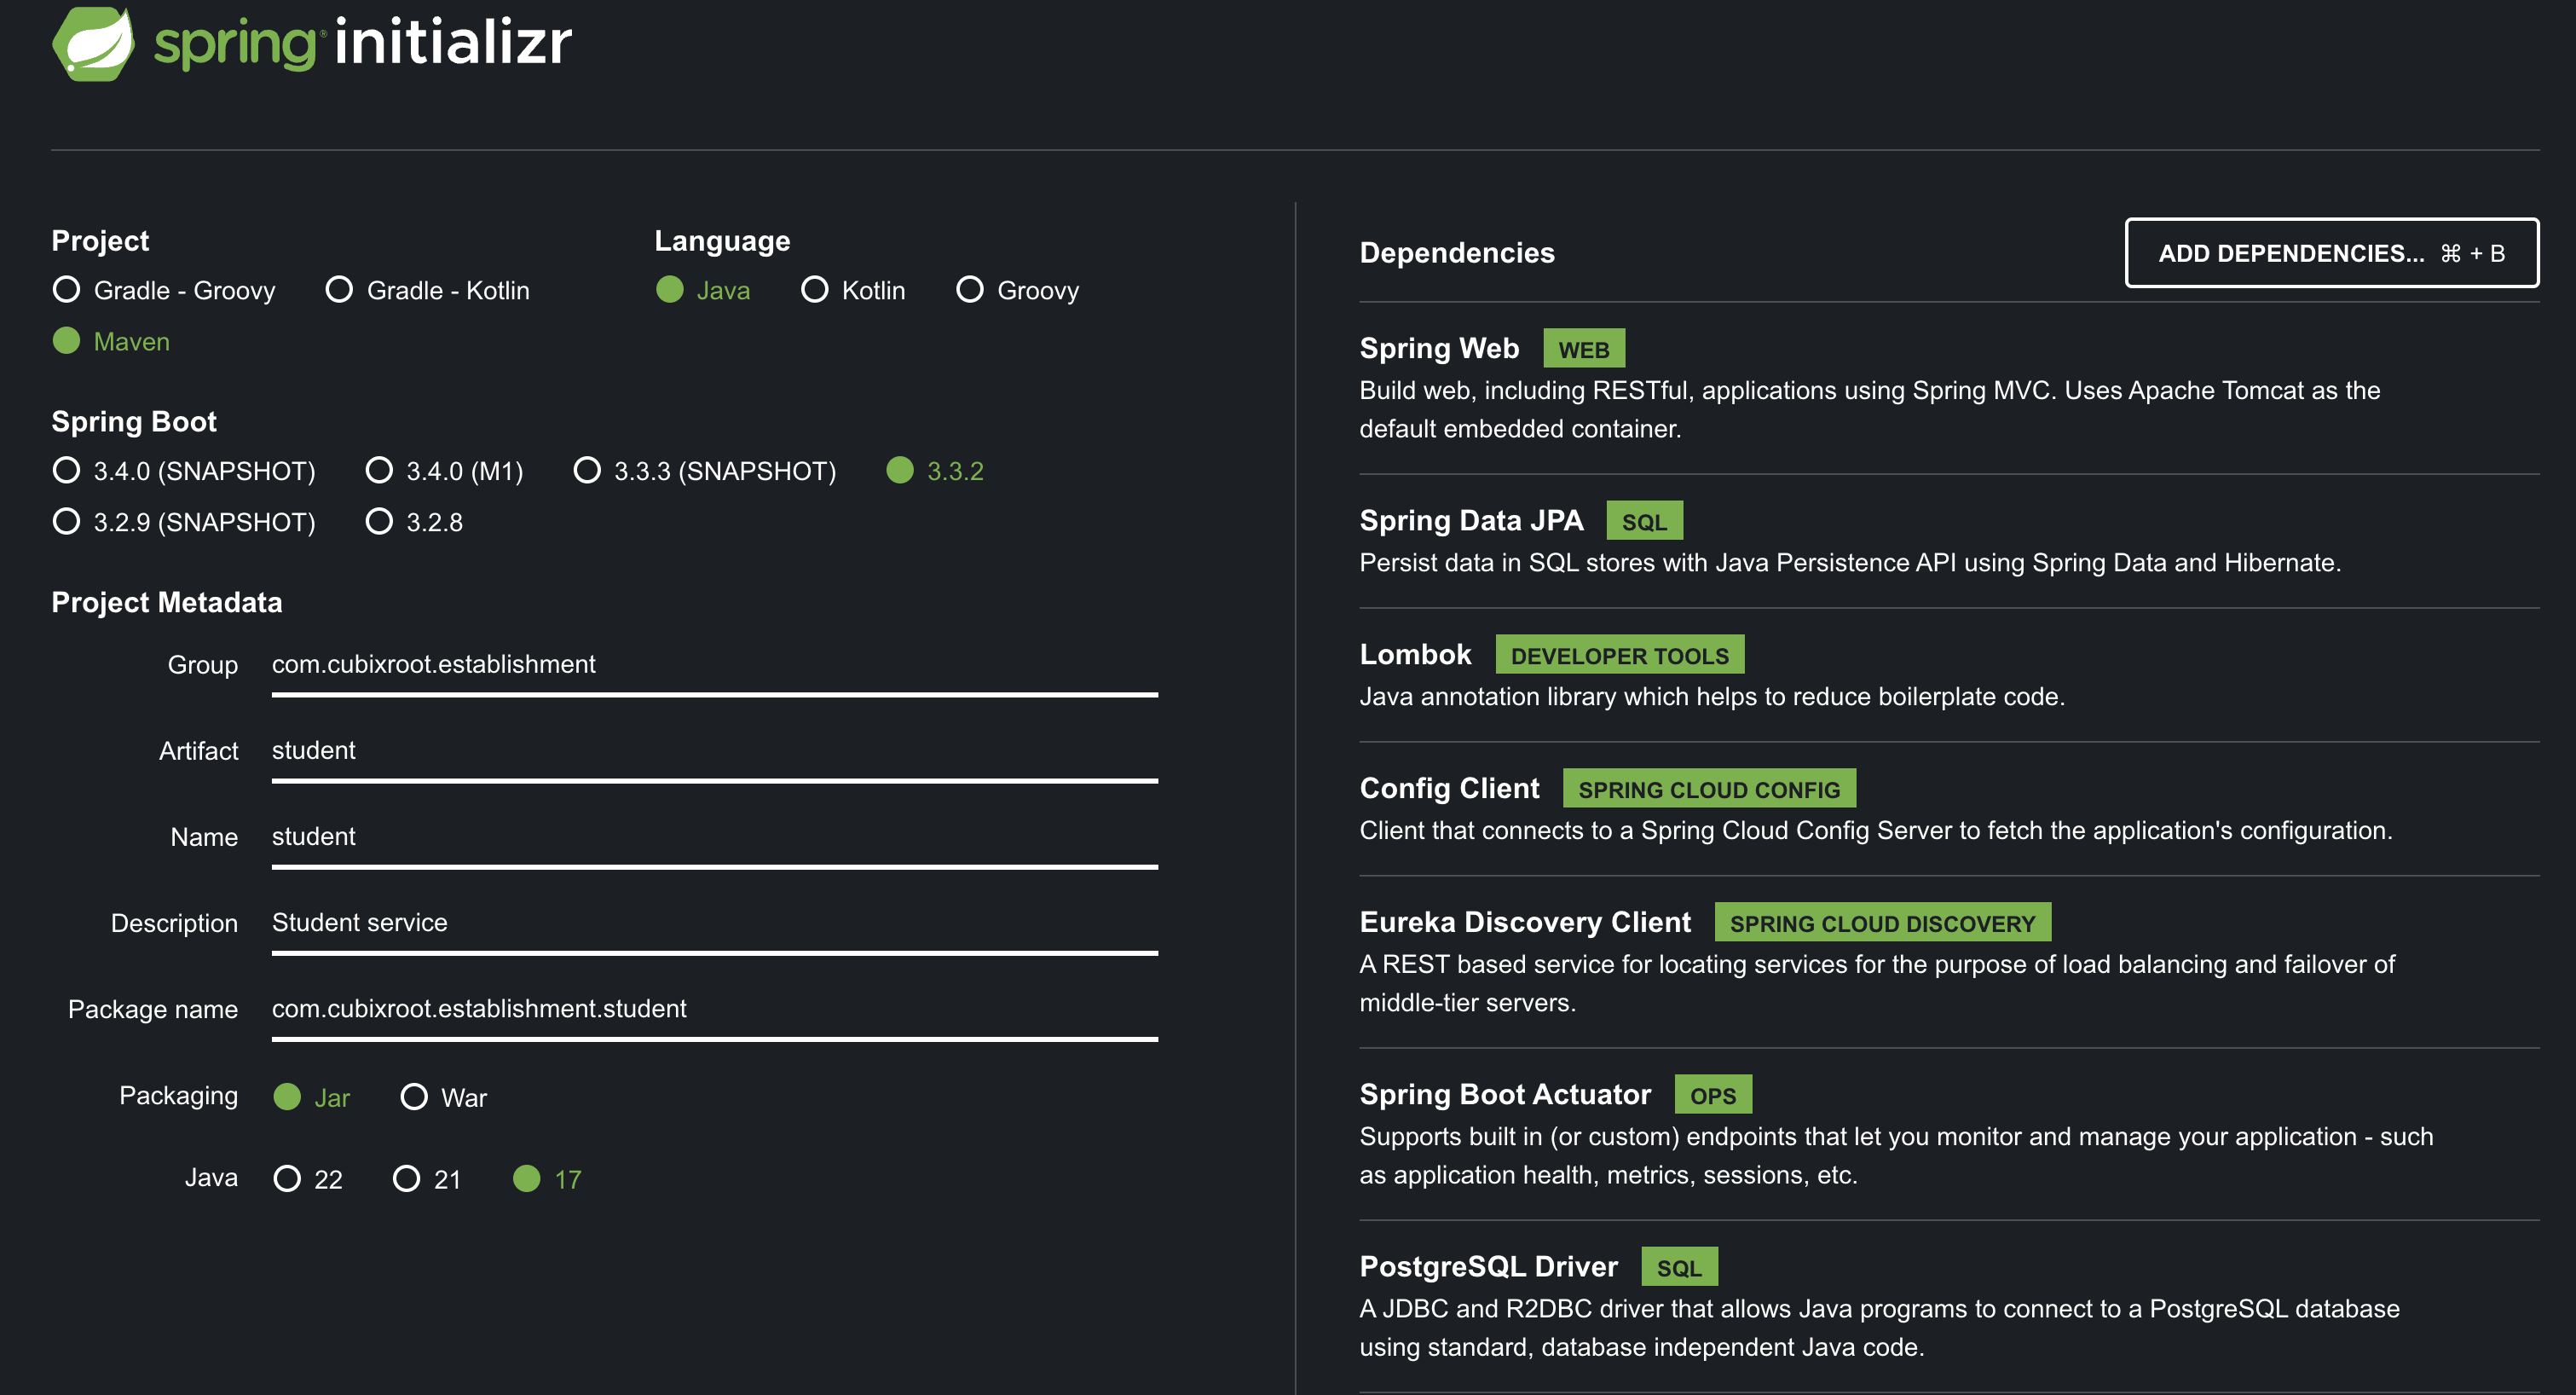 spring® initializr
Project
Gradle - Groovy Gradle - Kotlin
Maven
Language
Java Kotlin Groovy
Spring Boot
3.4.0 (SNAPSHOT) 3.4.0 (M1) 3.3.3 (SNAPSHOT) 3.3.2
3.2.9 (SNAPSHOT) 3.2.8
Project Metadata
Group com.cubixroot.establishment
Artifact student
Name student
Description Student service
Package name com.cubixroot.establishment.student
Packaging Jar War
Java 22 21 17
Dependencies ADD DEPENDENCIES... ⌘ + B
Spring Web WEB
Build web, including RESTful, applications using Spring MVC. Uses Apache Tomcat as the
default embedded container.
Spring Data JPA SQL
Persist data in SQL stores with Java Persistence API using Spring Data and Hibernate.
Lombok DEVELOPER TOOLS
Java annotation library which helps to reduce boilerplate code.
Config Client SPRING CLOUD CONFIG
Client that connects to a Spring Cloud Config Server to fetch the application's configuration.
Eureka Discovery Client SPRING CLOUD DISCOVERY
A REST based service for locating services for the purpose of load balancing and failover of
middle-tier servers.
Spring Boot Actuator OPS
Supports built in (or custom) endpoints that let you monitor and manage your application - such
as application health, metrics, sessions, etc.
PostgreSQL Driver SQL
A JDBC and R2DBC driver that allows Java programs to connect to a PostgreSQL database
using standard, database independent Java code.